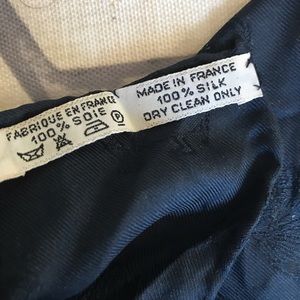 FABRIQUE EN FRANCE
100% SOIE
P
MADE IN FRANCE
100% SILK
DRY CLEAN ONLY